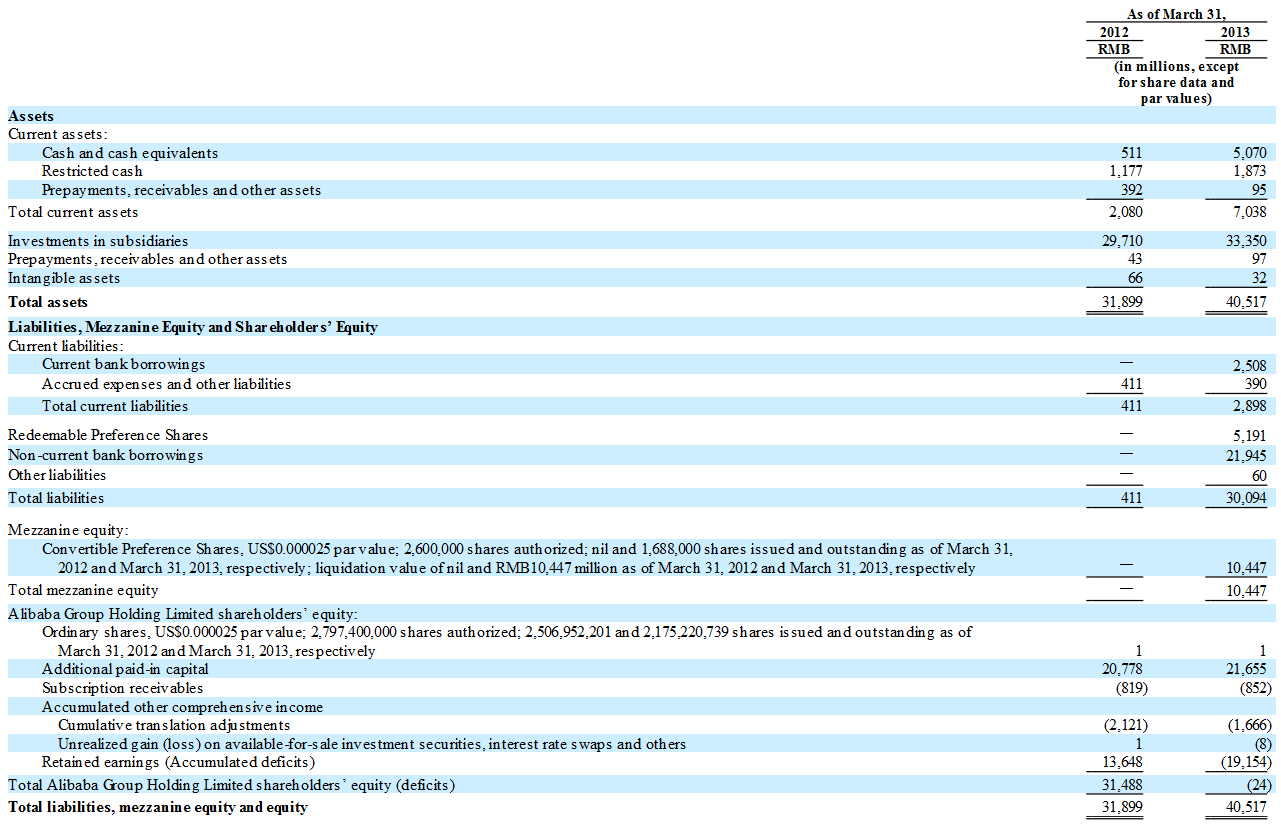 As of March 31,
2012 2013
RMB RMB
(in millions, except
for share data and
par values)
Assets
Current assets:
Cash and cash equivalents 511 5,070
Restricted cash 1,177 1,873
Prepayments, receivables and other assets 392 95
Total current assets 2,080 7,038
Investments in subsidiaries 29,710 33,350
Prepayments, receivables and other assets 43 97
Intangible assets 66 32
Total assets 31,899 40,517
Liabilities, Mezzanine Equity and Shareholders’ Equity
Current liabilities:
Current bank borrowings — 2,508
Accrued expenses and other liabilities 411 390
Total current liabilities 411 2,898
Redeemable Preference Shares — 5,191
Non-current bank borrowings — 21,945
Other liabilities — 60
Total liabilities 411 30,094
Mezzanine equity:
Convertible Preference Shares, US$0.000025 par value; 2,600,000 shares authorized; nil and 1,688,000 shares issued and outstanding as of March 31,
2012 and March 31, 2013, respectively; liquidation value of nil and RMB10,447 million as of March 31, 2012 and March 31, 2013, respectively — 10,447
Total mezzanine equity — 10,447
Alibaba Group Holding Limited shareholders’ equity:
Ordinary shares, US$0.000025 par value; 2,797,400,000 shares authorized; 2,506,952,201 and 2,175,220,739 shares issued and outstanding as of
March 31, 2012 and March 31, 2013, respectively 1 1
Additional paid-in capital 20,778 21,655
Subscription receivables (819) (852)
Accumulated other comprehensive income
Cumulative translation adjustments (2,121) (1,666)
Unrealized gain (loss) on available-for-sale investment securities, interest rate swaps and others 1 (8)
Retained earnings (Accumulated deficits) 13,648 (19,154)
Total Alibaba Group Holding Limited shareholders’ equity (deficits) 31,488 (24)
Total liabilities, mezzanine equity and equity 31,899 40,517